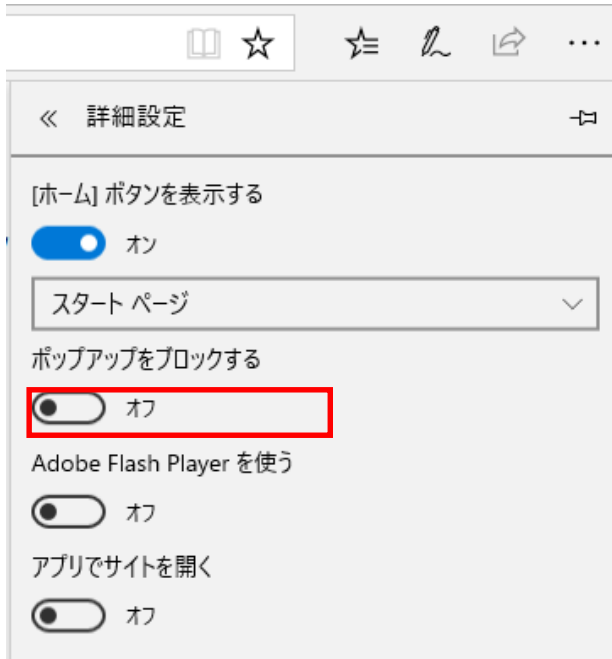 詳細設定
[ホーム] ボタンを表示する
オン
スタート ページ
ポップアップをブロックする
オフ
Adobe Flash Player を使う
オフ
アプリでサイトを開く
オフ